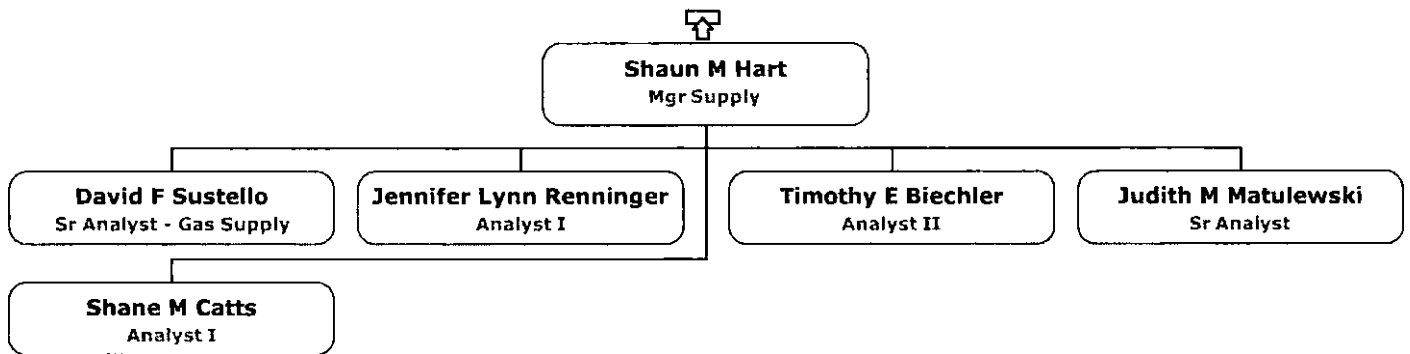 Shaun M Hart
Mgr Supply
David F Sustello
Sr Analyst - Gas Supply
Jennifer Lynn Renninger
Analyst I
Timothy E Biechler
Analyst II
Judith M Matulewski
Sr Analyst
Shane M Catts
Analyst I